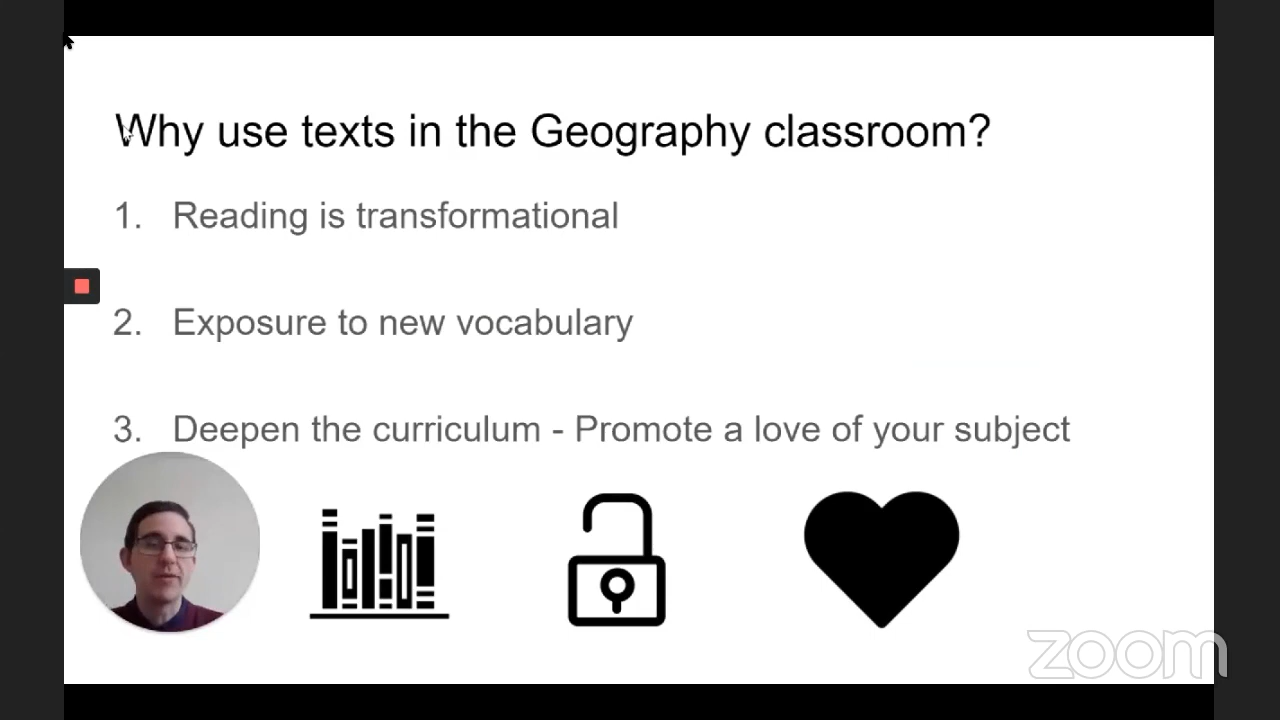 Why use texts in the Geography classroom?
1. Reading is transformational
2. Exposure to new vocabulary
3. Deepen the curriculum - Promote a love of your subject
zoom